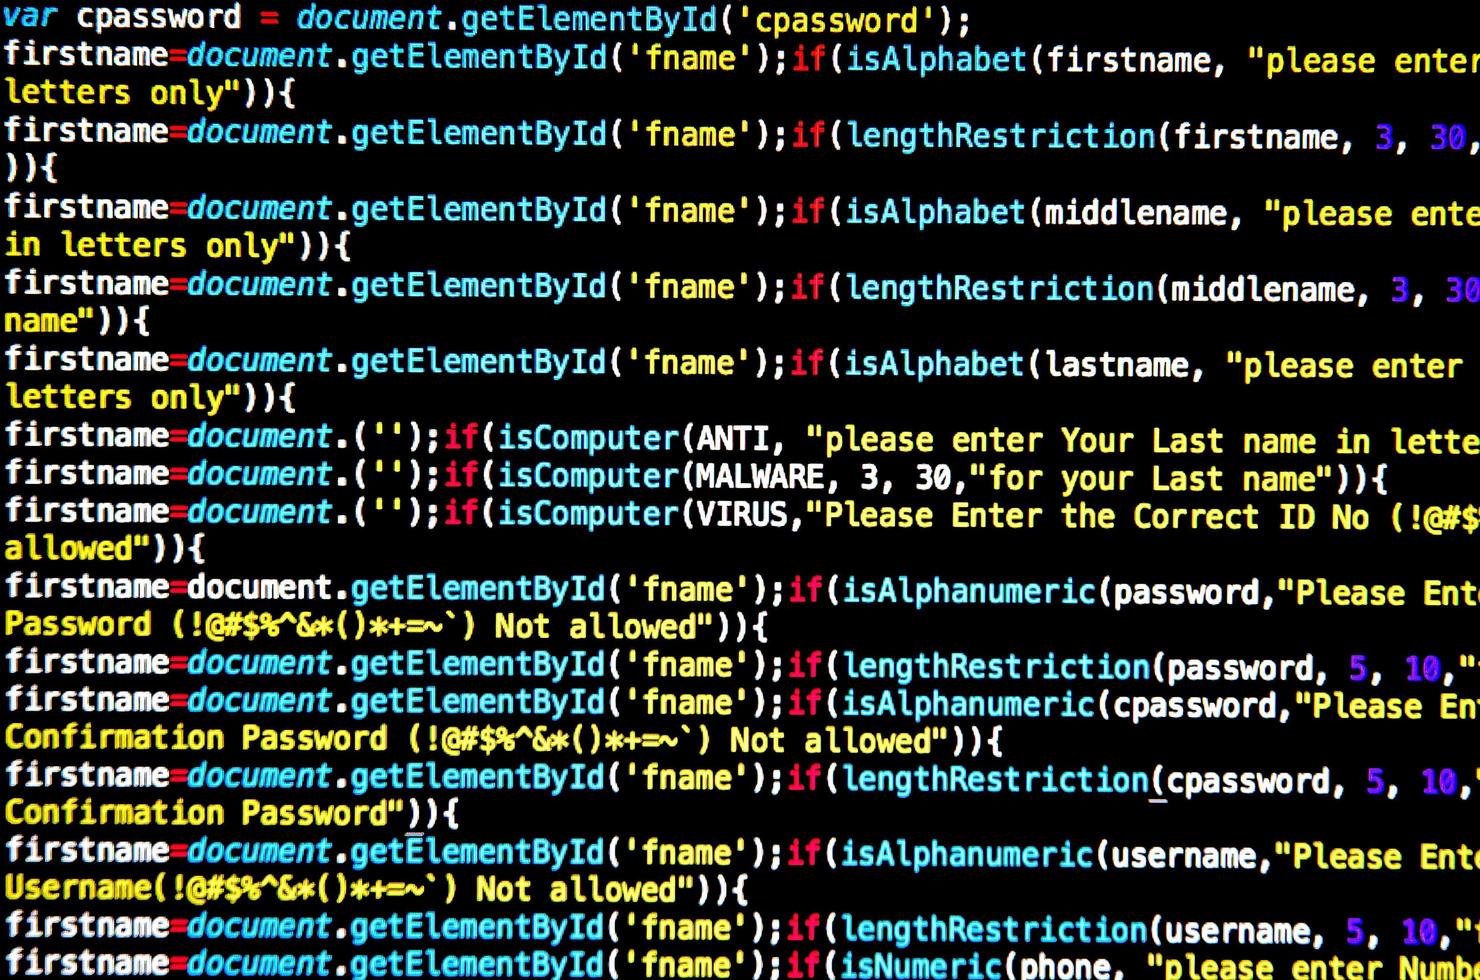 var cpassword = document.getElementById('cpassword');
firstname=document.getElementById('fname');if(isAlphabet(firstname, "please enter
letters only")){
firstname=document.getElementById('fname');if(lengthRestriction(firstname, 3, 30,
)){
firstname=document.getElementById('fname');if(isAlphabet(middlename, "please ente
in letters only")){
firstname=document.getElementById('fname');if(lengthRestriction(middlename, 3, 30
name")){
firstname=document.getElementById('fname');if(isAlphabet(lastname, "please enter
letters only")){
firstname=document.('');if(isComputer(ANTI, "please enter Your Last name in lette
firstname=document.('');if(isComputer(MALWARE, 3, 30,"for your Last name")){
firstname=document.('');if(isComputer(VIRUS,"Please Enter the Correct ID No (!@#$
allowed")){
firstname=document.getElementById('fname');if(isAlphanumeric(password,"Please Ent
Password (!@#$%^&*()*+=~`) Not allowed")){
firstname=document.getElementById('fname');if(lengthRestriction(password, 5, 10,"
firstname=document.getElementById('fname');if(isAlphanumeric(cpassword,"Please En
Confirmation Password (!@#$%^&*()*+=~`) Not allowed")){
firstname=document.getElementById('fname');if(lengthRestriction(cpassword, 5, 10,"
Confirmation Password")){
firstname=document.getElementById('fname');if(isAlphanumeric(username,"Please Ent
Username(!@#$%^&*()*+=~`) Not allowed")){
firstname=document.getElementById('fname');if(lengthRestriction(username, 5, 10,"
firstname=document.getElementById('fname');if(isNumeric(phone, "please enter Numb